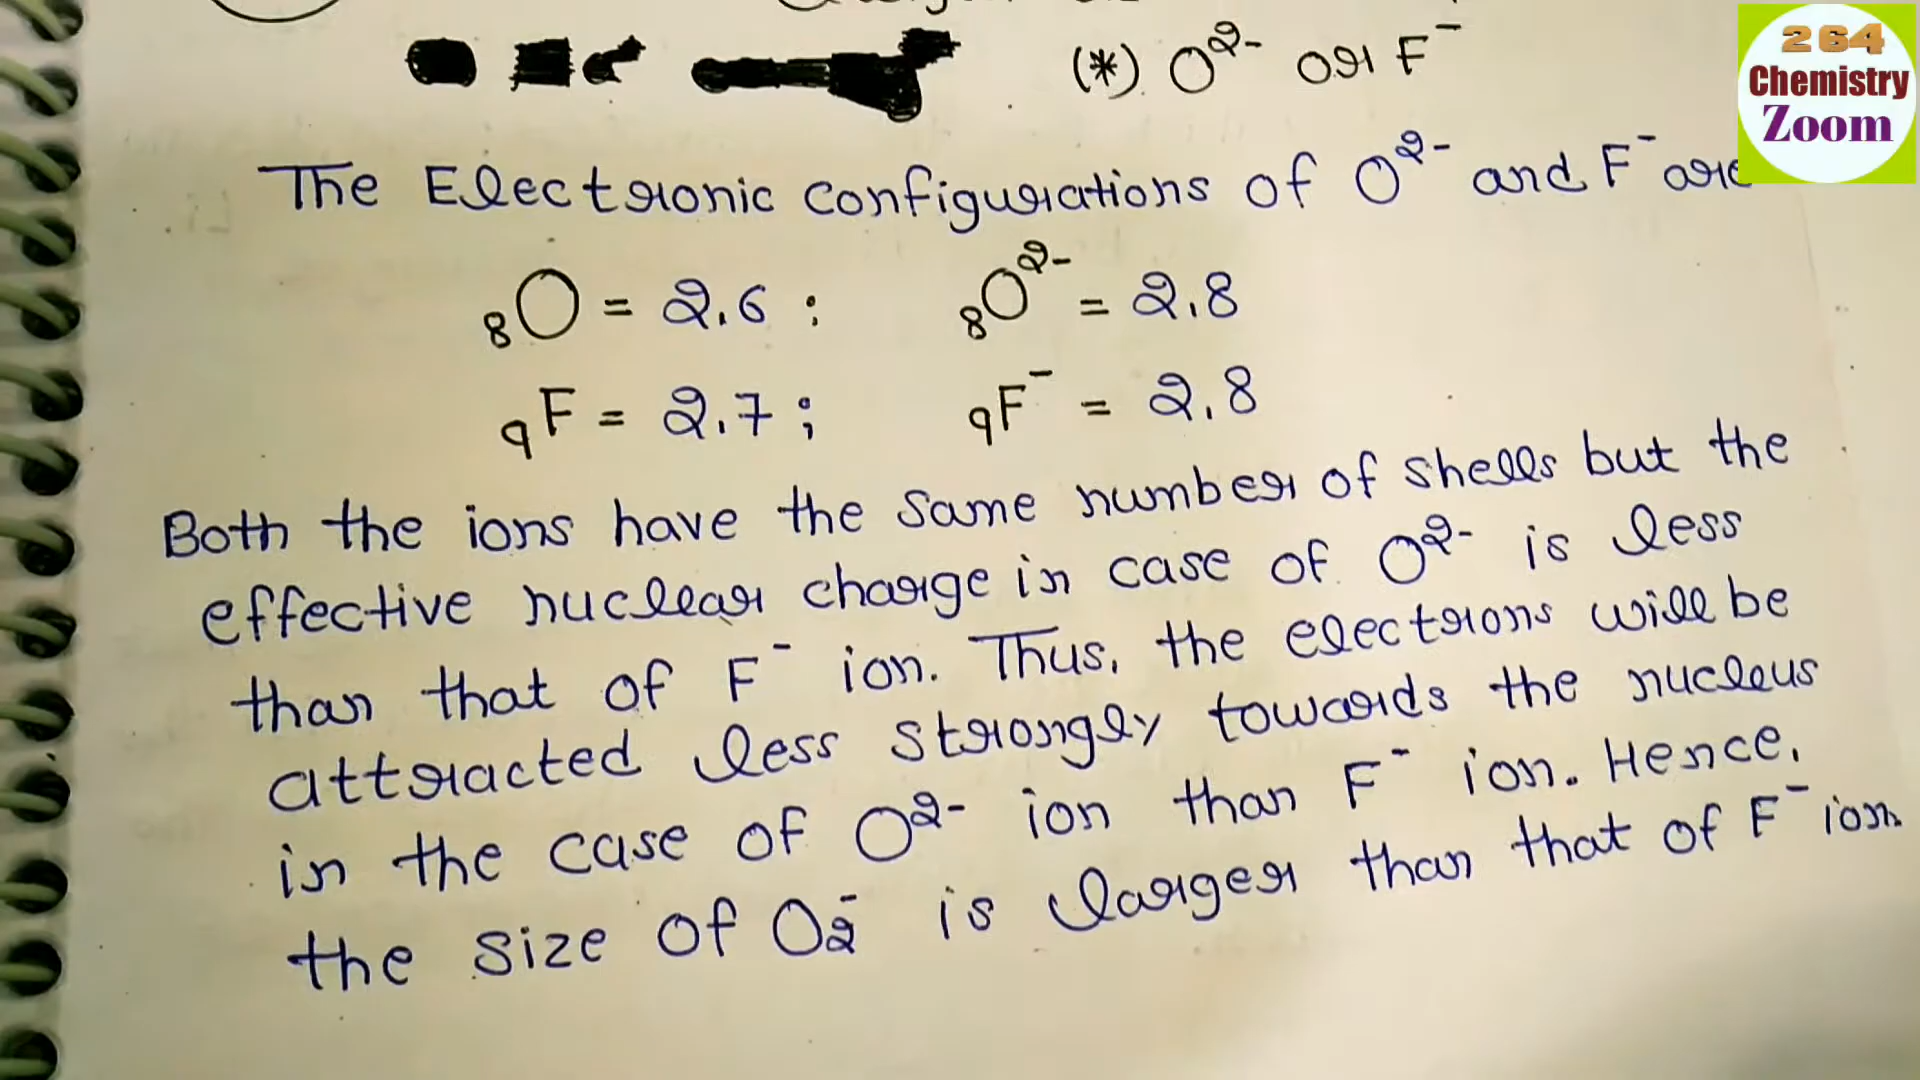 264
Chemistry
Zoom
(*) O²⁻ or F⁻
The Electronic configurations of O²⁻ and F⁻ are
₈O = 2.6 ; ₈O²⁻ = 2.8
₉F = 2.7 ; ₉F⁻ = 2.8
Both the ions have the same number of shells but the
effective nuclear charge in case of O²⁻ is less
than that of F⁻ ion. Thus, the electrons will be
attracted less strongly towards the nucleus
in the case of O²⁻ ion than F⁻ ion. Hence,
the size of O₂⁻ is larger than that of F⁻ ion.